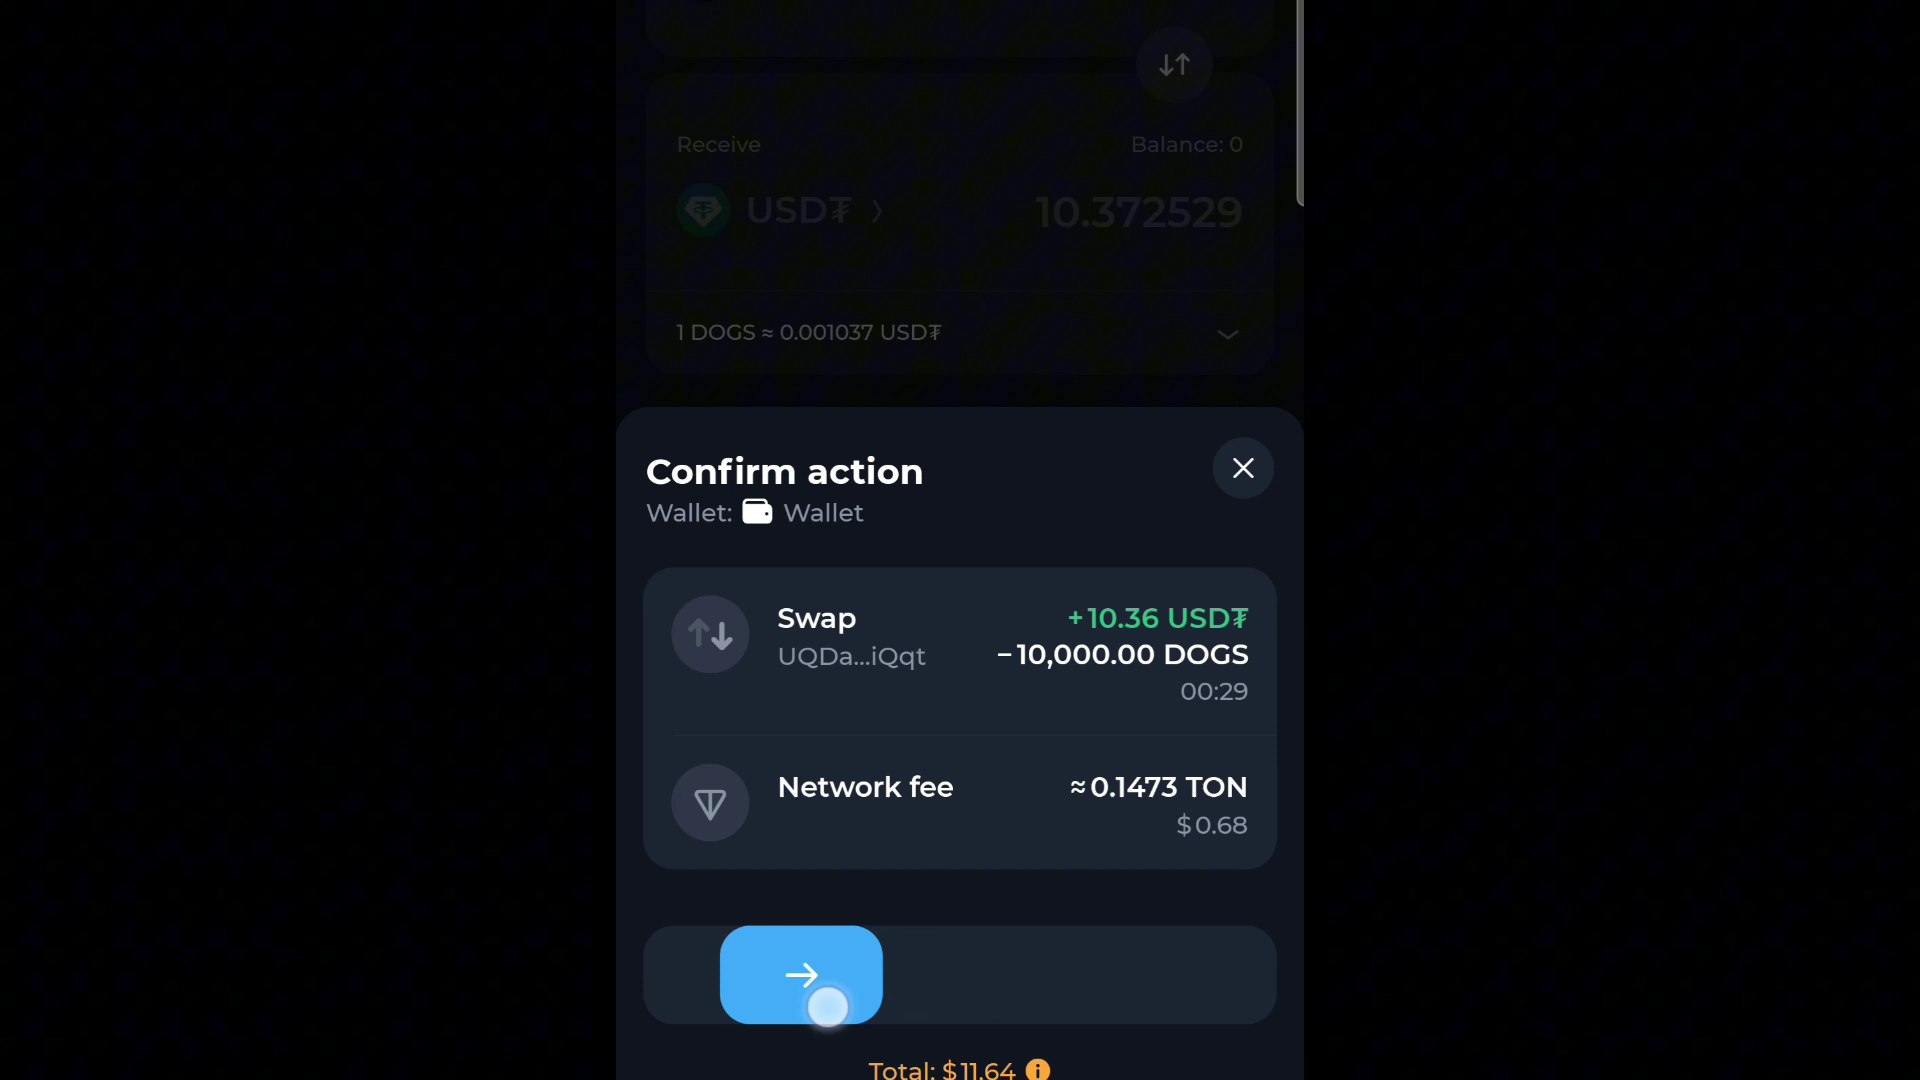 Receive
Balance: 0
USD₮
10.372529
1 DOGS ≈ 0.001037 USD₮
Confirm action
Wallet: Wallet
Swap
+10.36 USD₮
UQDa...iQqt
−10,000.00 DOGS
00:29
Network fee
≈0.1473 TON
$0.68
Total: $11.64